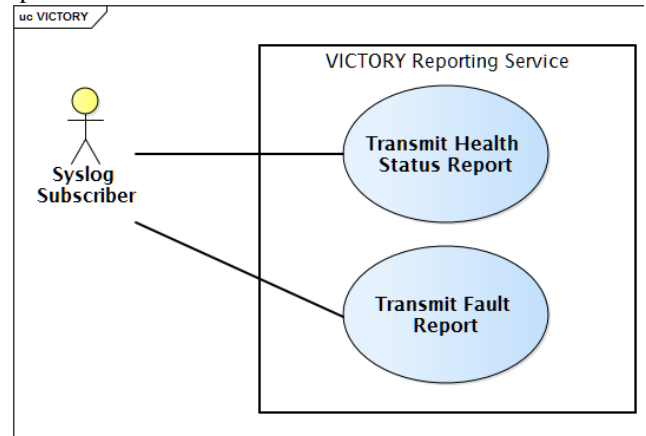 uc VICTORY
VICTORY Reporting Service
Transmit Health
Status Report
Syslog
Subscriber
Transmit Fault
Report